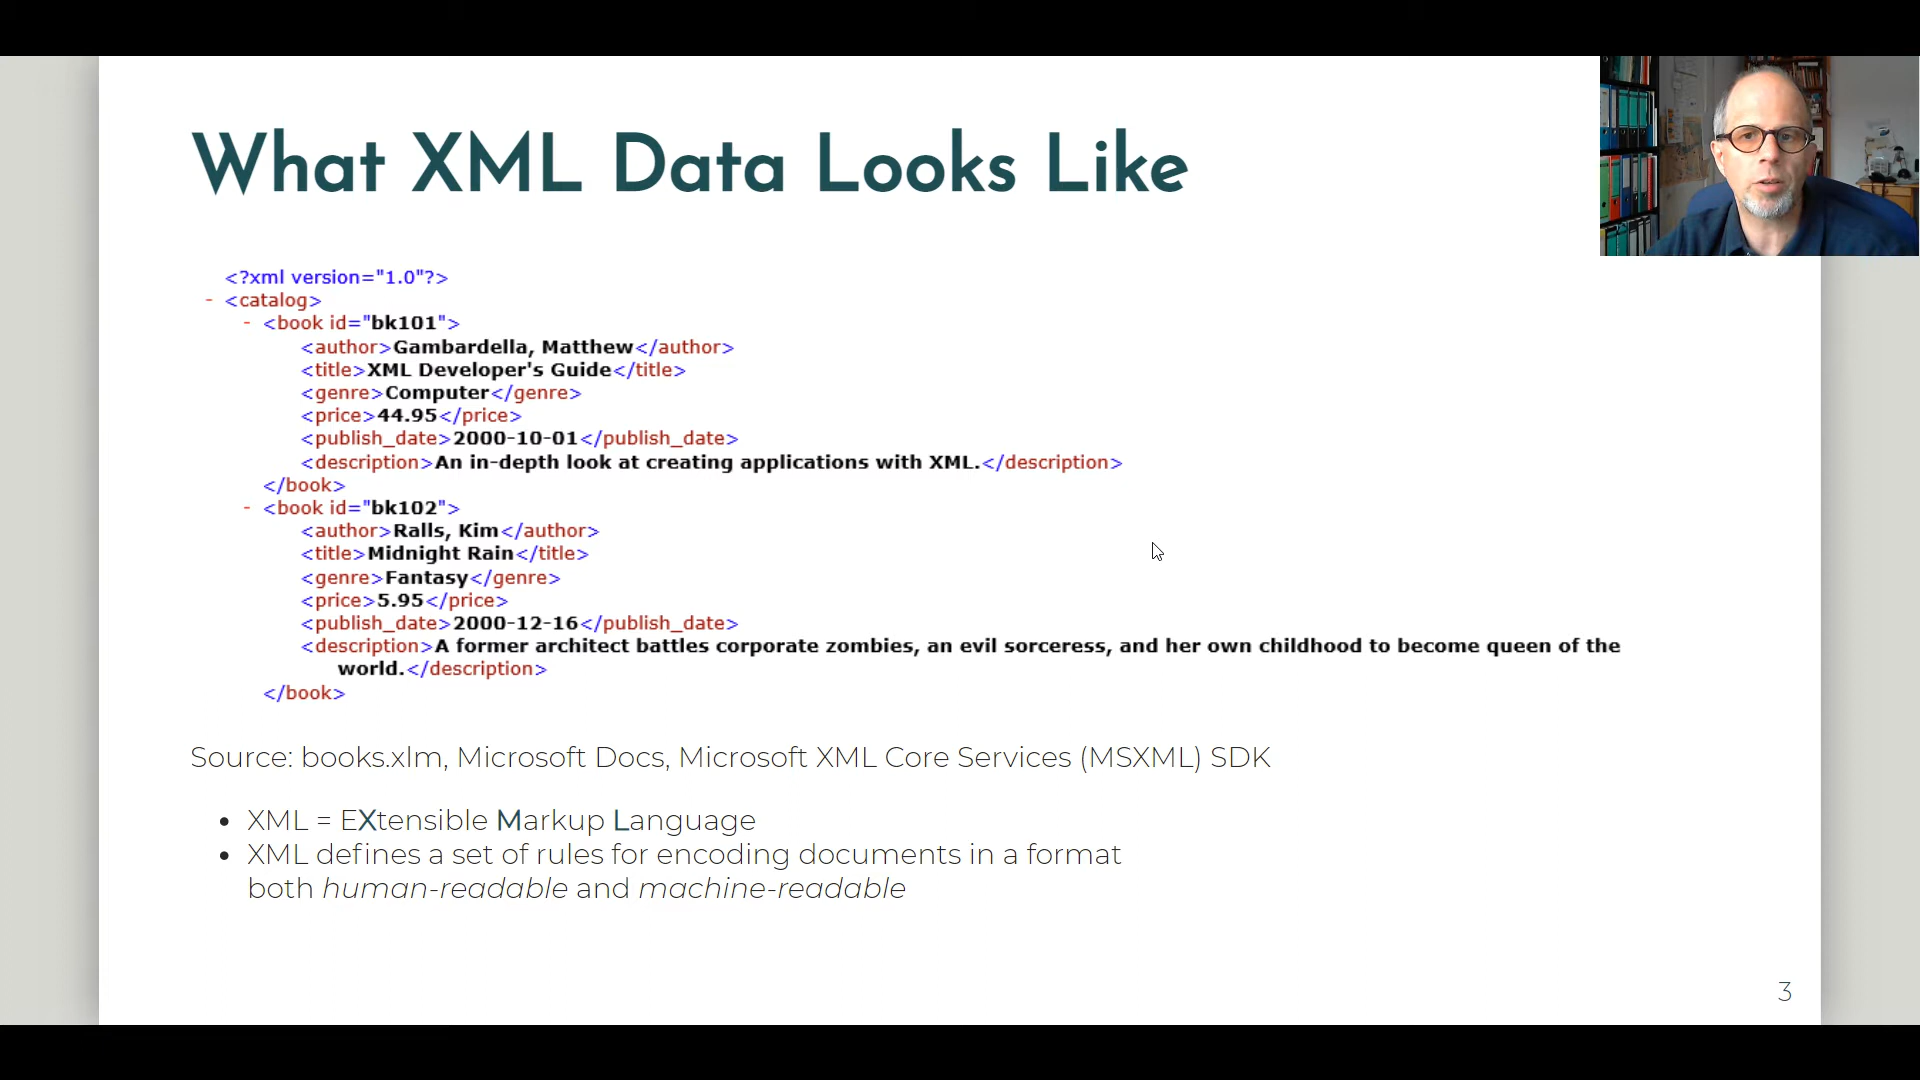 What XML Data Looks Like
<?xml version="1.0"?>
- <catalog>
- <book id="bk101">
<author>Gambardella, Matthew</author>
<title>XML Developer's Guide</title>
<genre>Computer</genre>
<price>44.95</price>
<publish_date>2000-10-01</publish_date>
<description>An in-depth look at creating applications with XML.</description>
</book>
- <book id="bk102">
<author>Ralls, Kim</author>
<title>Midnight Rain</title>
<genre>Fantasy</genre>
<price>5.95</price>
<publish_date>2000-12-16</publish_date>
<description>A former architect battles corporate zombies, an evil sorceress, and her own childhood to become queen of the
world.</description>
</book>
Source: books.xlm, Microsoft Docs, Microsoft XML Core Services (MSXML) SDK
• XML = EXtensible Markup Language
• XML defines a set of rules for encoding documents in a format
both human-readable and machine-readable
3